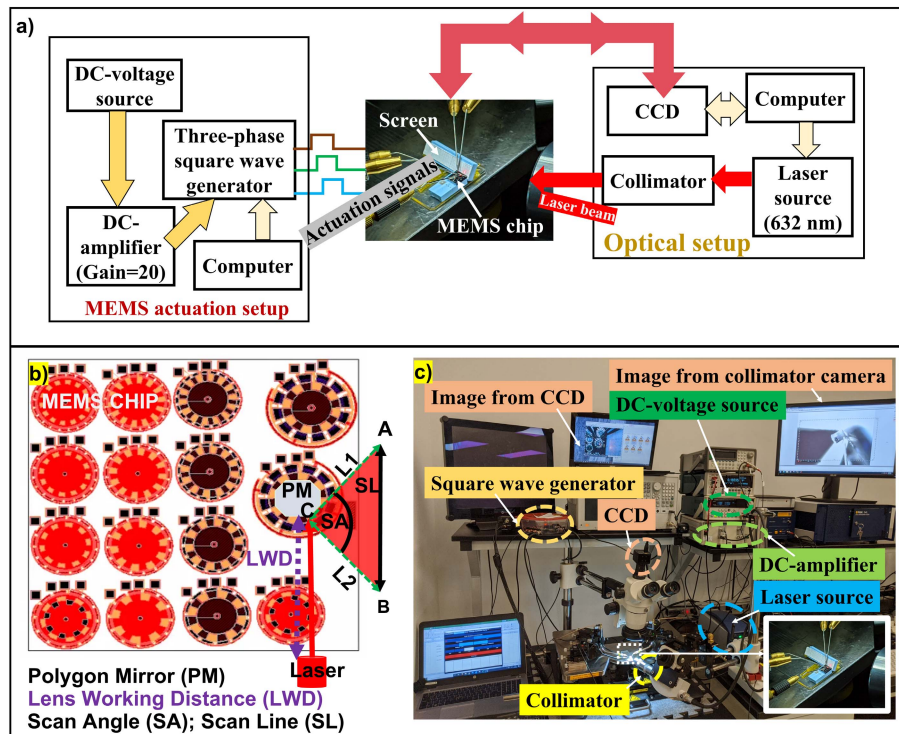 a)
DC-voltage
source
Three-phase
square wave
generator
DC-
amplifier
(Gain=20)
Computer
MEMS actuation setup
Actuation signals
Screen
MEMS chip
Laser beam
CCD
Computer
Collimator
Laser
source
(632 nm)
Optical setup
b)
MEMS CHIP
A
L1
SL
PM
C
SA
LWD
L2
B
Laser
Polygon Mirror (PM)
Lens Working Distance (LWD)
Scan Angle (SA); Scan Line (SL)
c)
Image from collimator camera
Image from CCD
DC-voltage source
Square wave generator
CCD
DC-amplifier
Laser source
Collimator